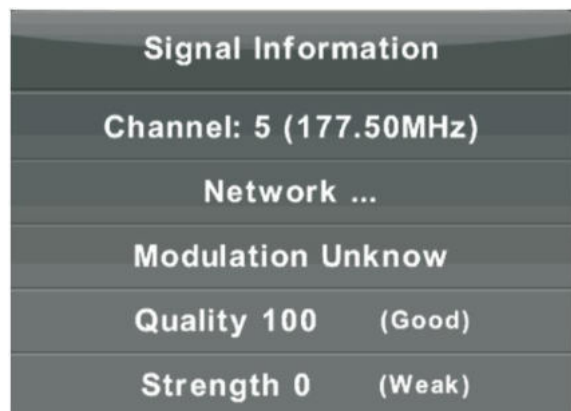 Signal Information
Channel: 5 (177.50MHz)
Network ...
Modulation Unknow
Quality 100 (Good)
Strength 0 (Weak)